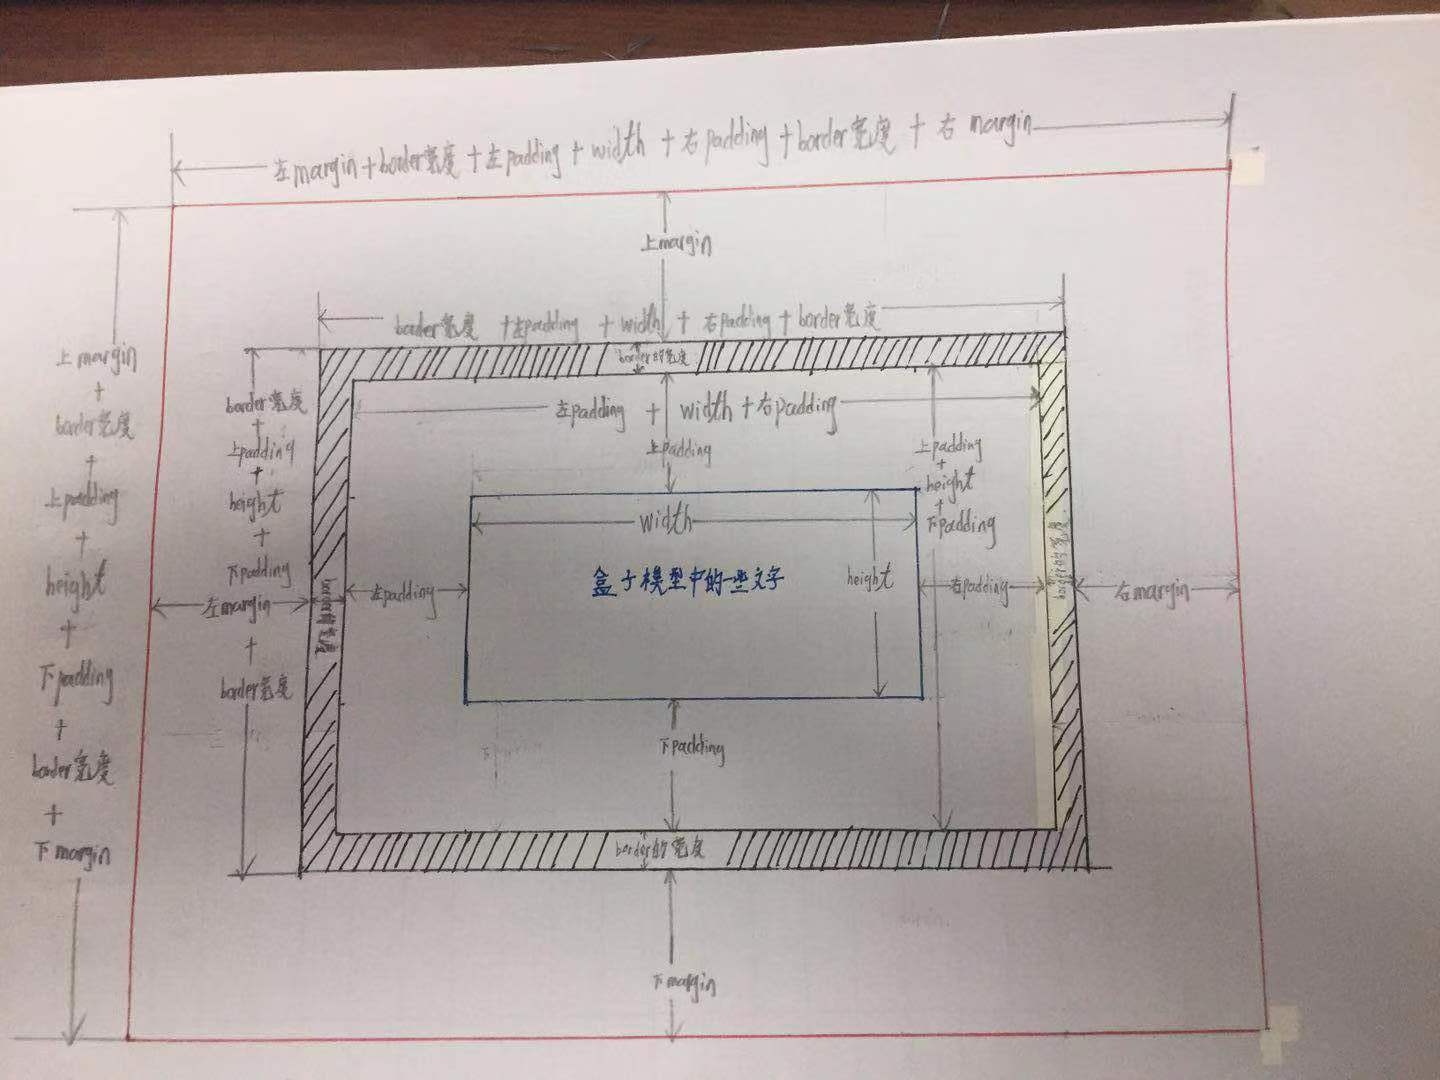 左margin+border宽度+左padding+width+右padding+border宽度+右margin
上margin
border宽度+左padding+width+右padding+border宽度
border的宽度
左padding+width+右padding
上padding
width
盒子模型中的一些文字
height
上padding
+
height
+
下padding
左padding
右padding
下padding
border的宽度
下margin
左margin
右margin
border的宽度
border的宽度
border宽度
+
上padding
+
height
+
下padding
+
border宽度
上margin
+
border宽度
+
上padding
+
height
+
下padding
+
border宽度
+
下margin